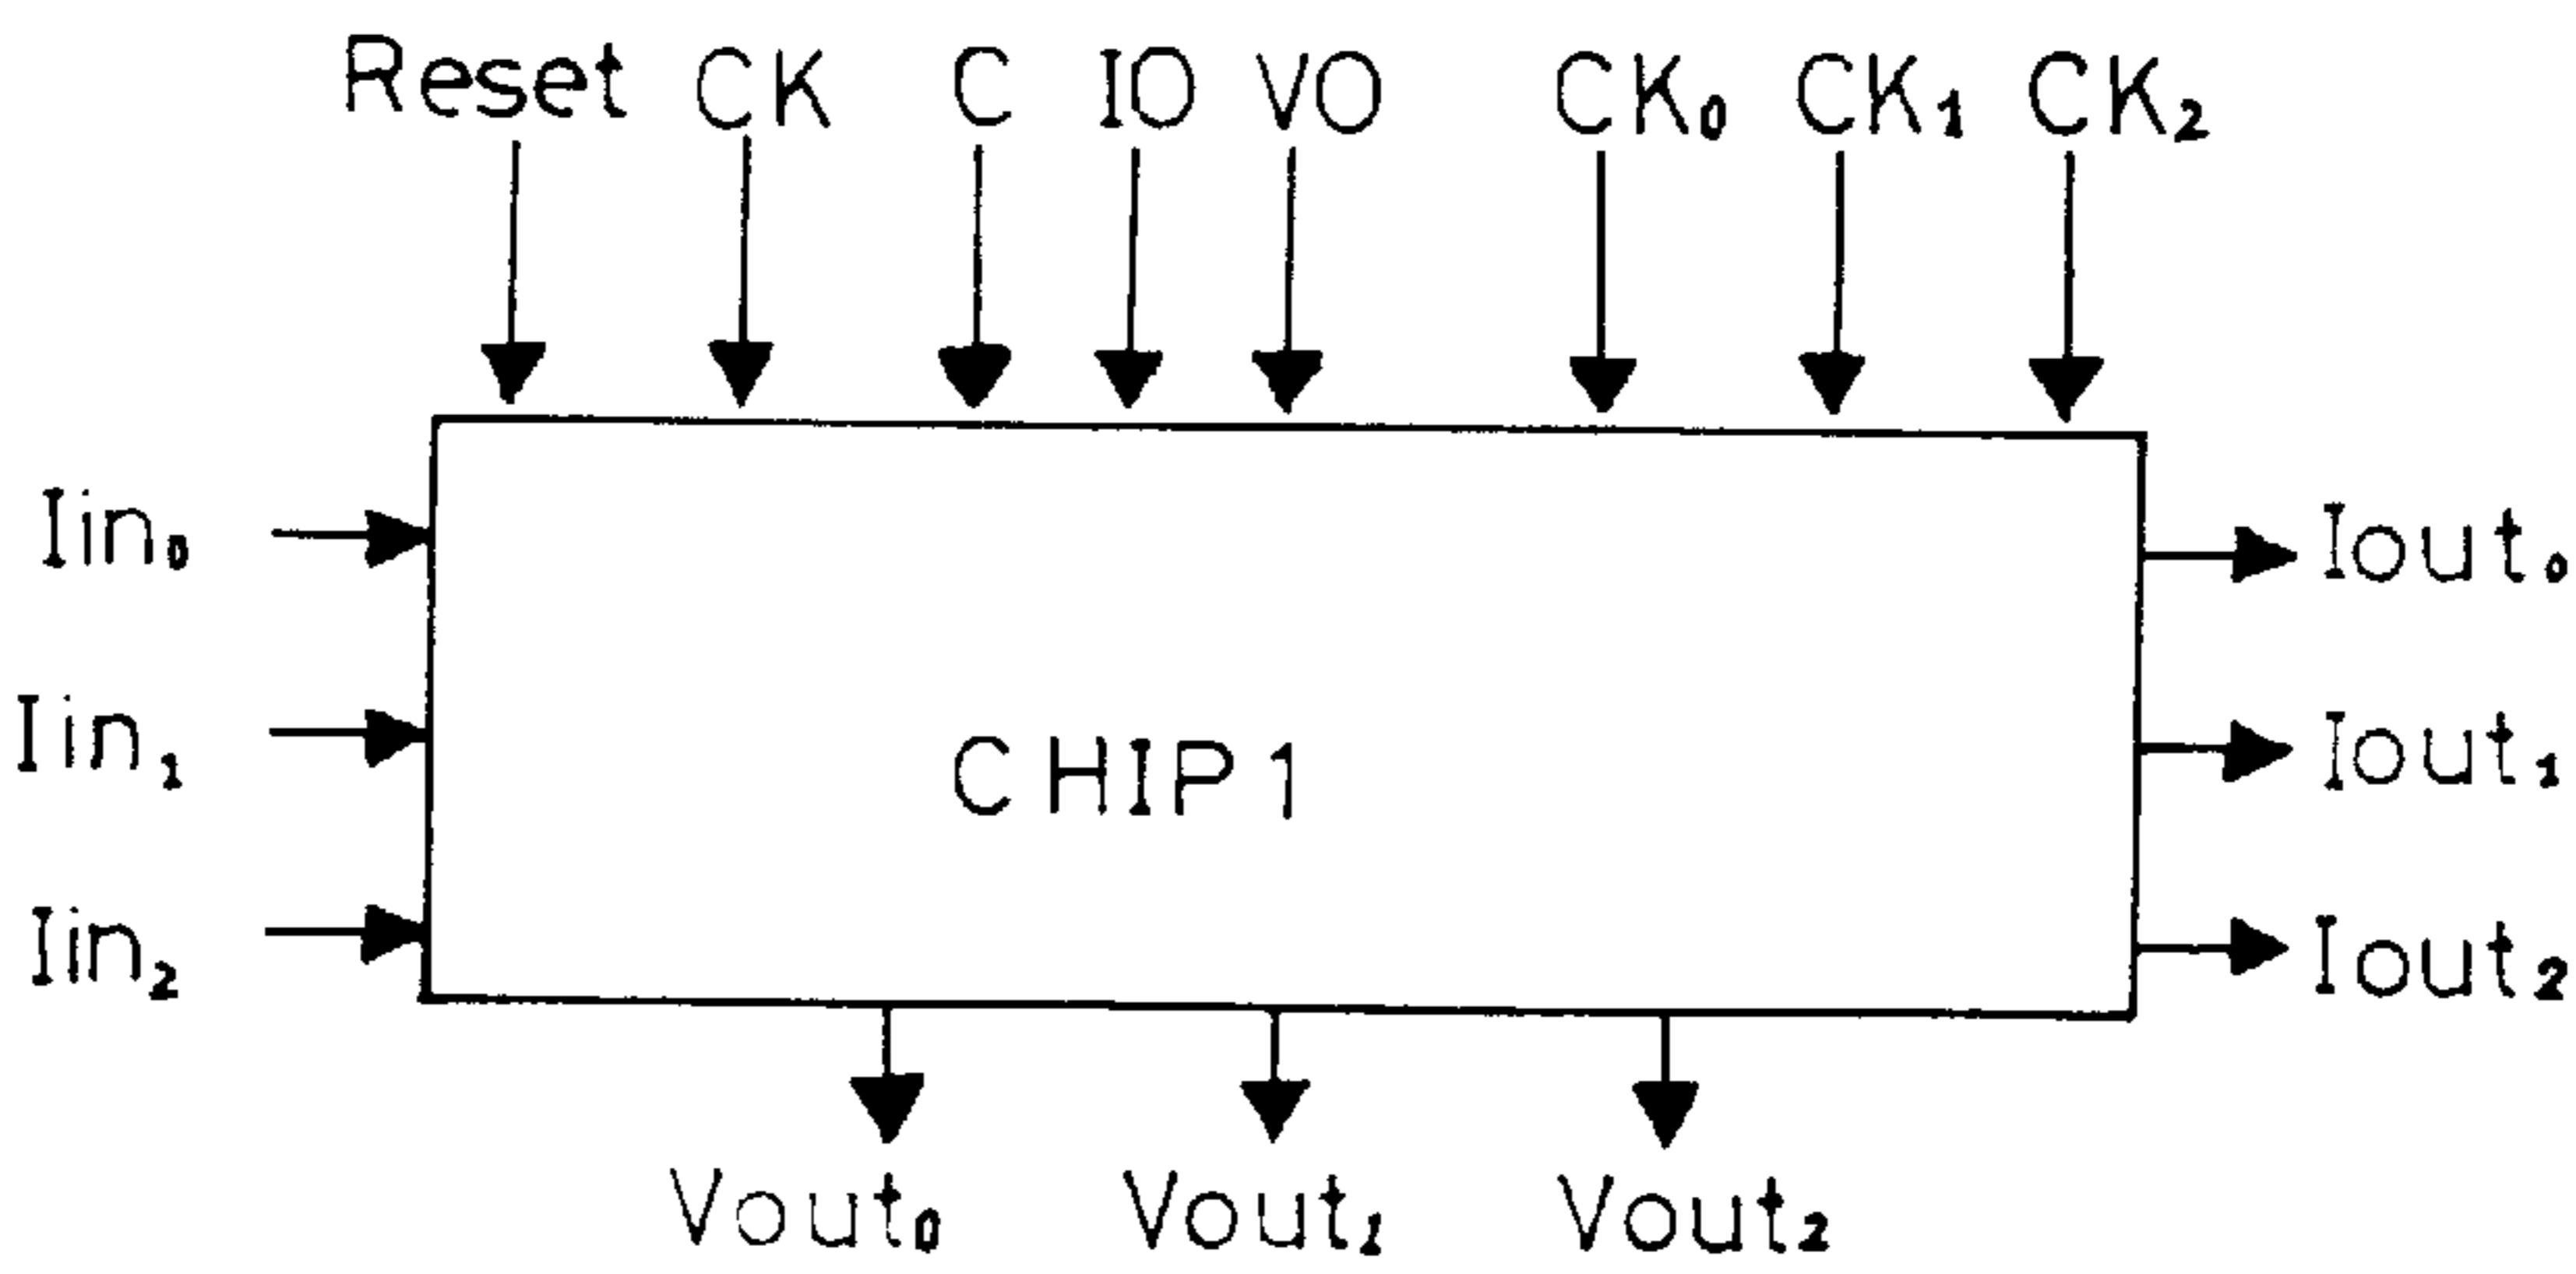 Reset CK C IO VO CK₀ CK₁ CK₂
Iin₀ Iout₀
Iin₁ Iout₁
CHIP1
Iin₂ Iout₂
Vout₀ Vout₁ Vout₂